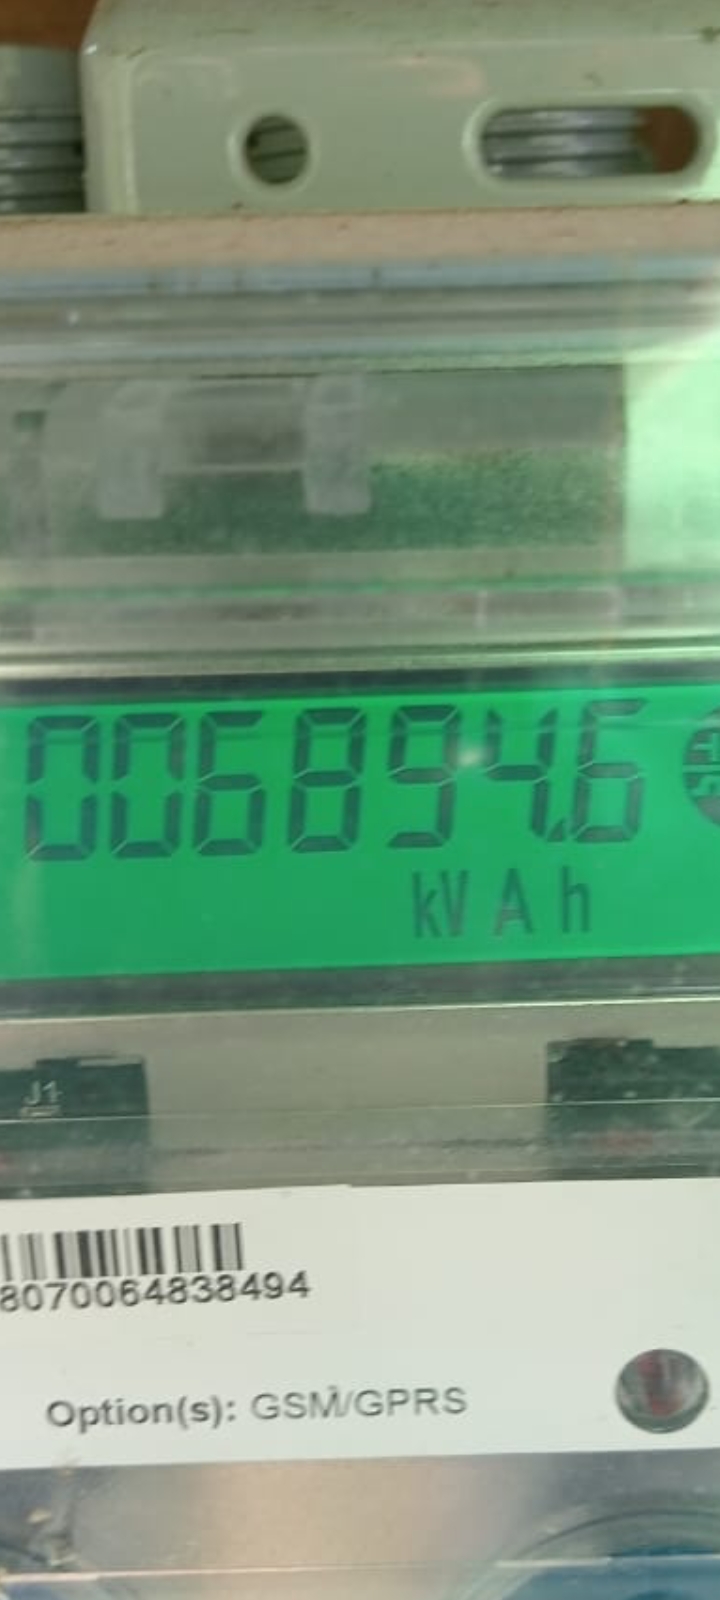 006894.6
kVAh
J1
8070064838494
Option(s): GSM/GPRS